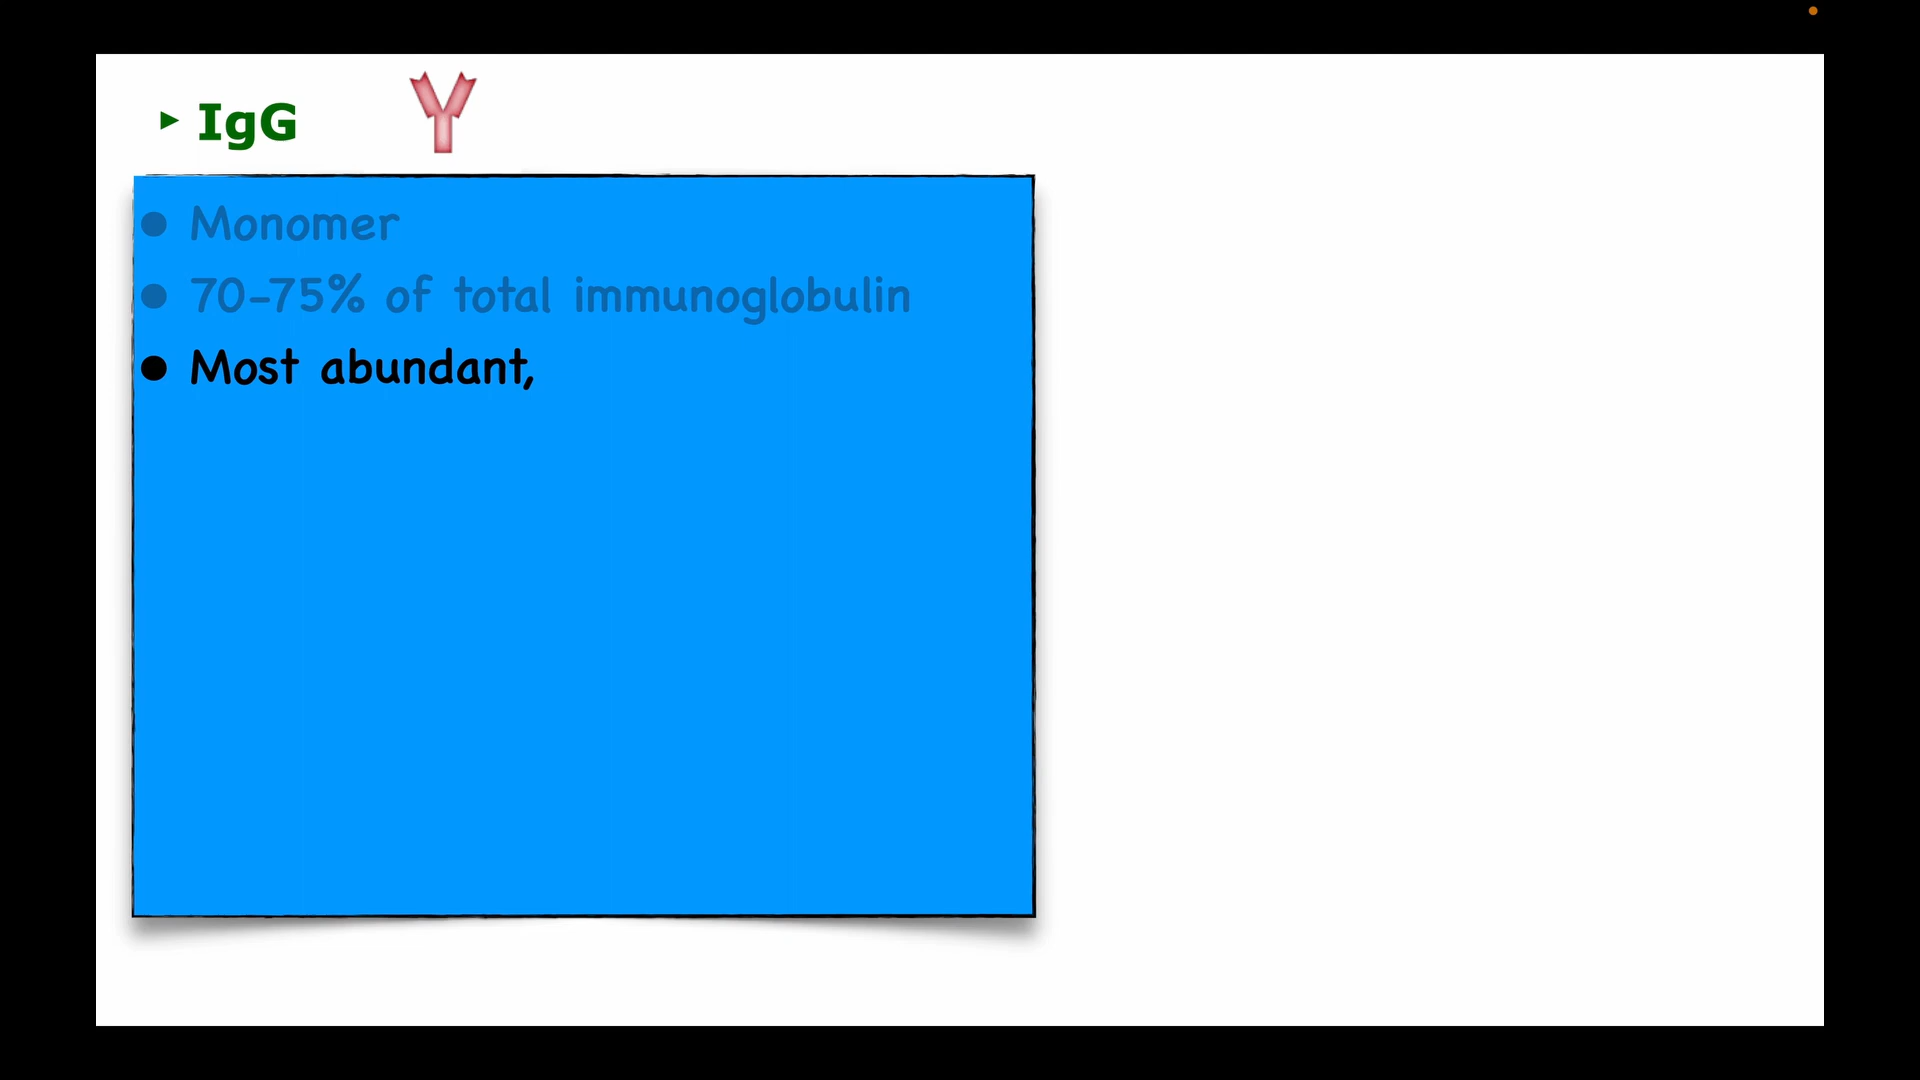 ▸ IgG
● Monomer
● 70-75% of total immunoglobulin
● Most abundant,